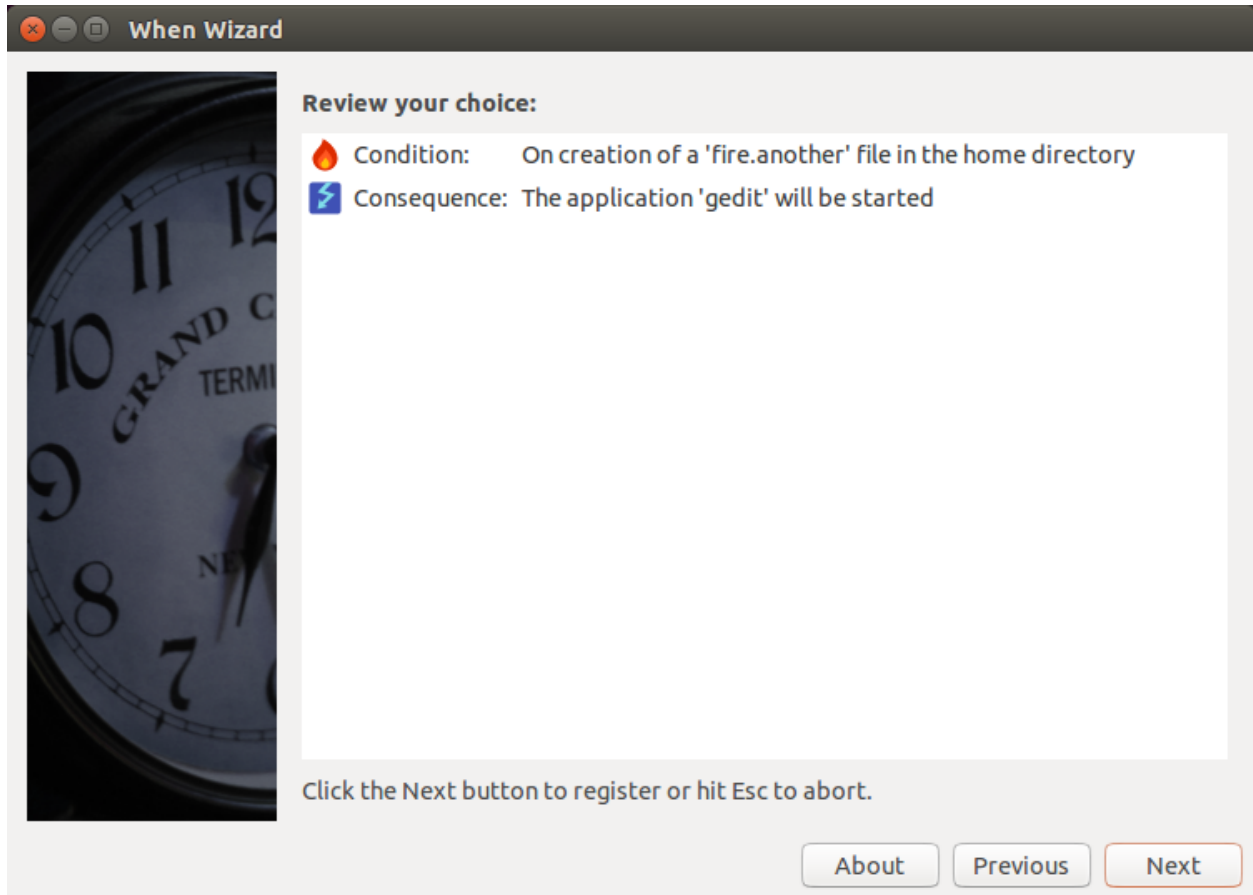 When Wizard
Review your choice:
Condition: On creation of a 'fire.another' file in the home directory
Consequence: The application 'gedit' will be started
12
11
10
GRAND C
TERMI
9
NE
8
7
Click the Next button to register or hit Esc to abort.
About Previous Next